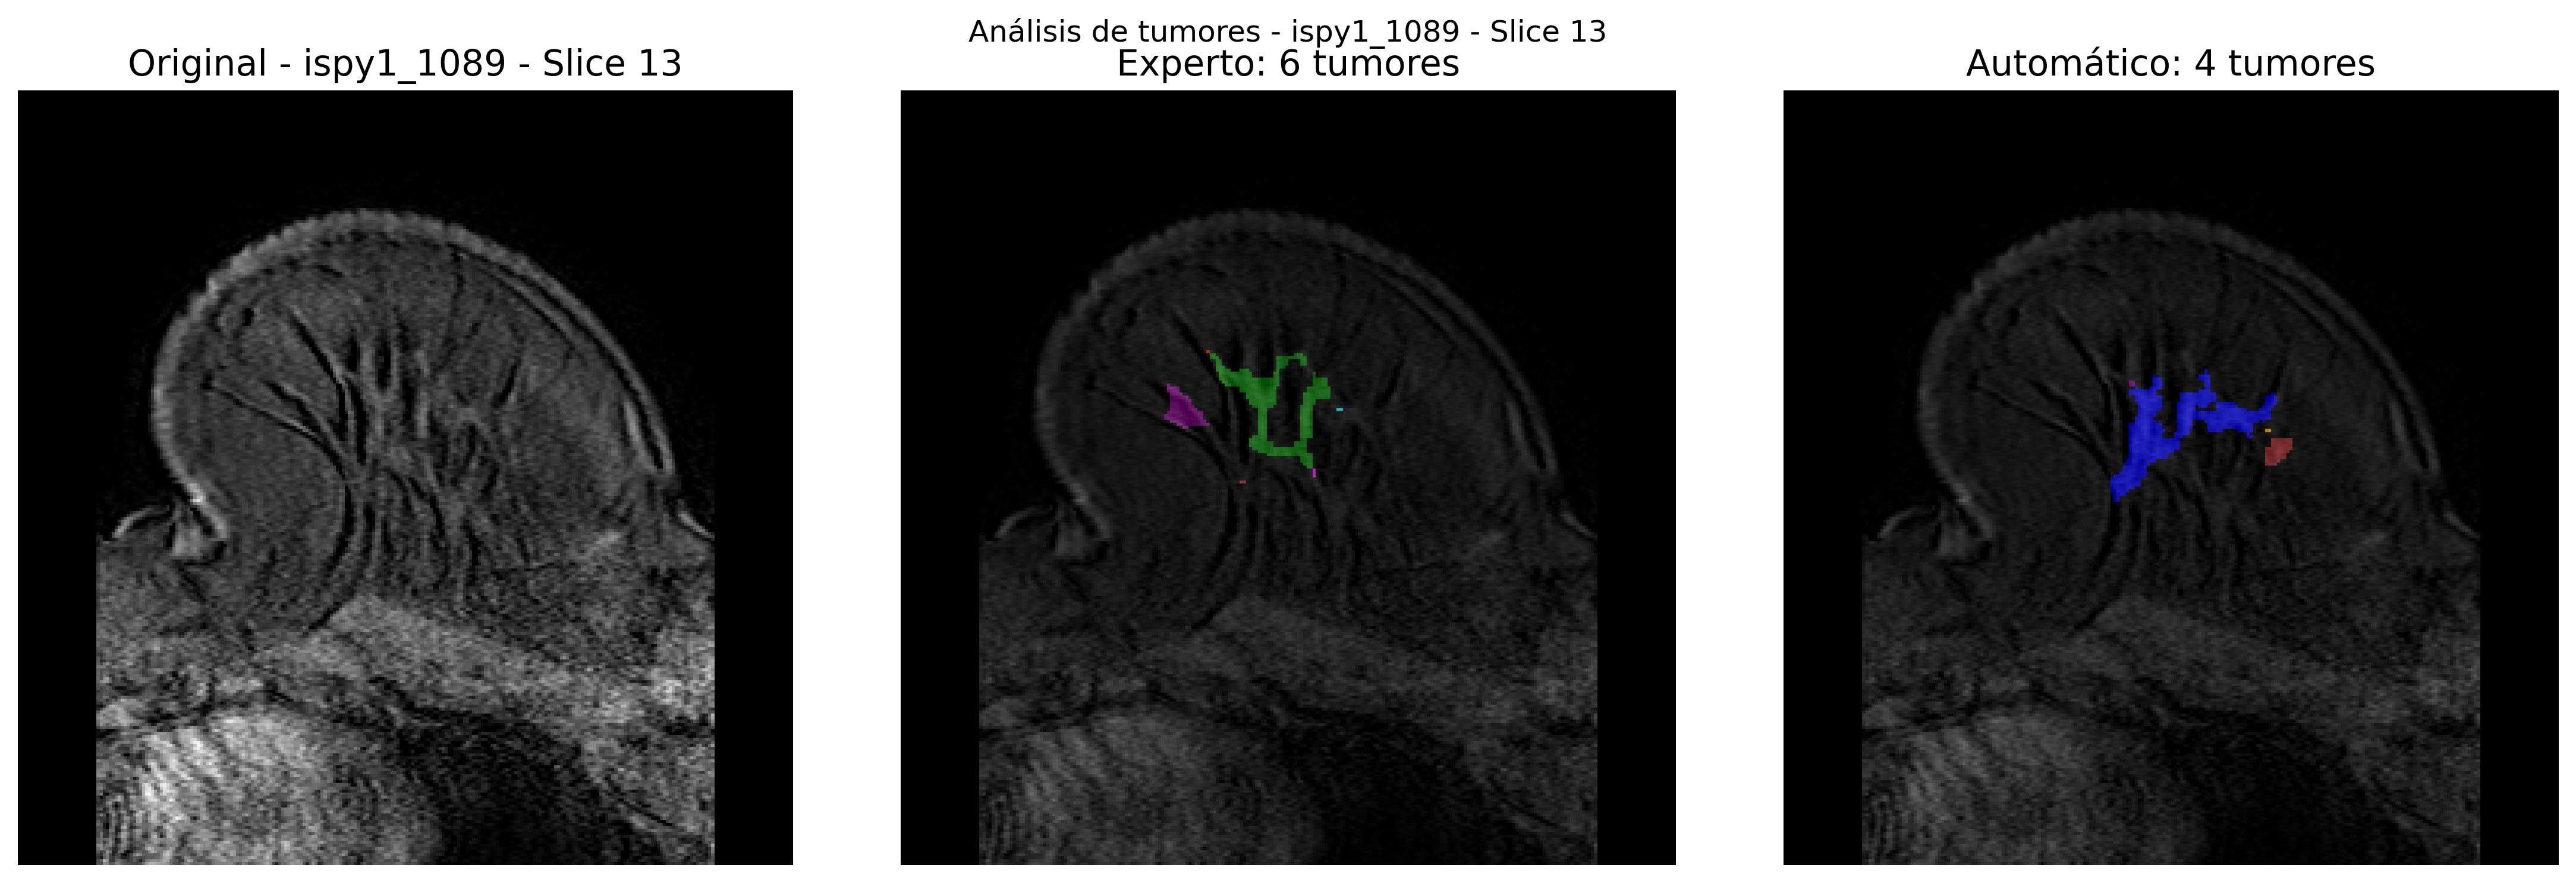 Análisis de tumores - ispy1_1089 - Slice 13
Original - ispy1_1089 - Slice 13
Experto: 6 tumores
Automático: 4 tumores